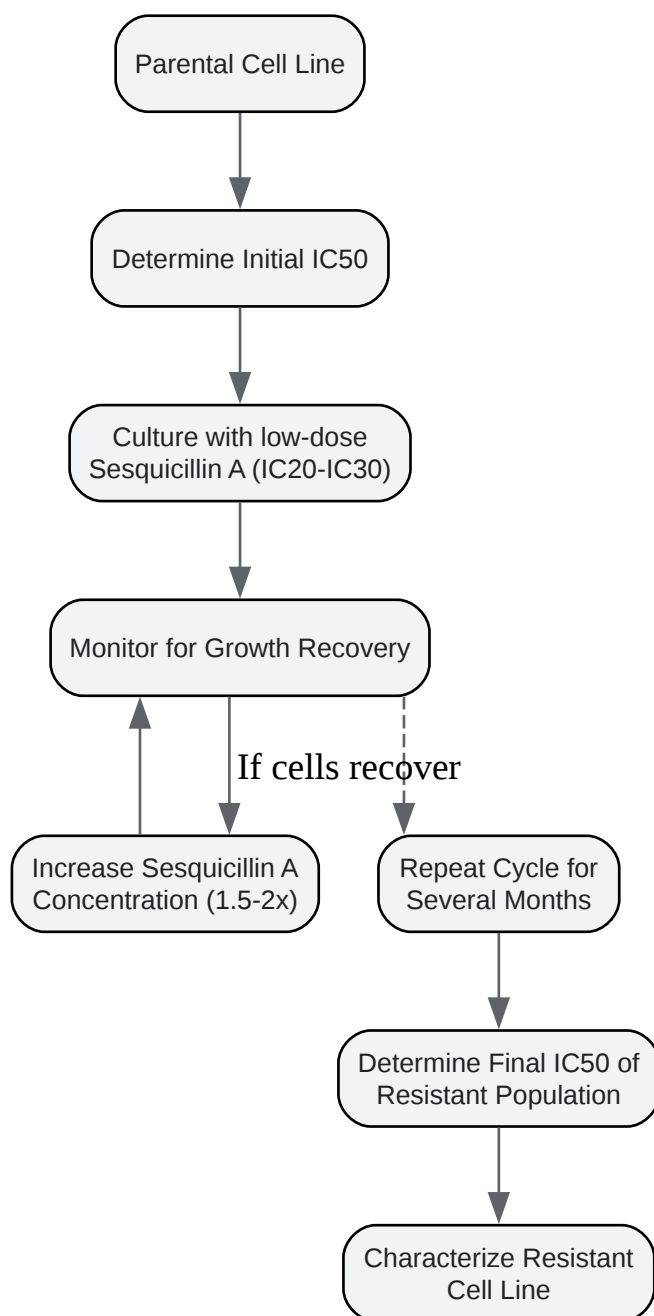 Parental Cell Line
Determine Initial IC50
Culture with low-dose
Sesquicillin A (IC20-IC30)
Monitor for Growth Recovery
If cells recover
Increase Sesquicillin A
Concentration (1.5-2x)
Repeat Cycle for
Several Months
Determine Final IC50 of
Resistant Population
Characterize Resistant
Cell Line